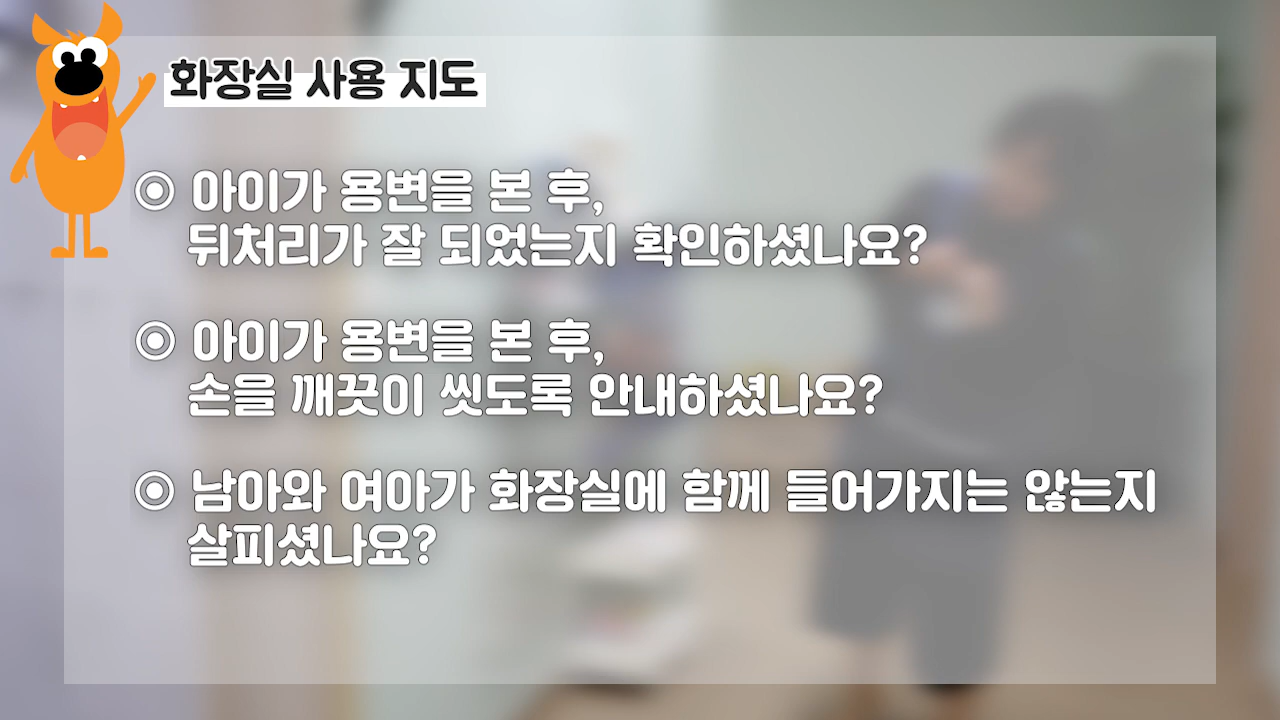 화장실 사용 지도
◎ 아이가 용변을 본 후,
뒤처리가 잘 되었는지 확인하셨나요?
◎ 아이가 용변을 본 후,
손을 깨끗이 씻도록 안내하셨나요?
◎ 남아와 여아가 화장실에 함께 들어가지는 않는지
살피셨나요?